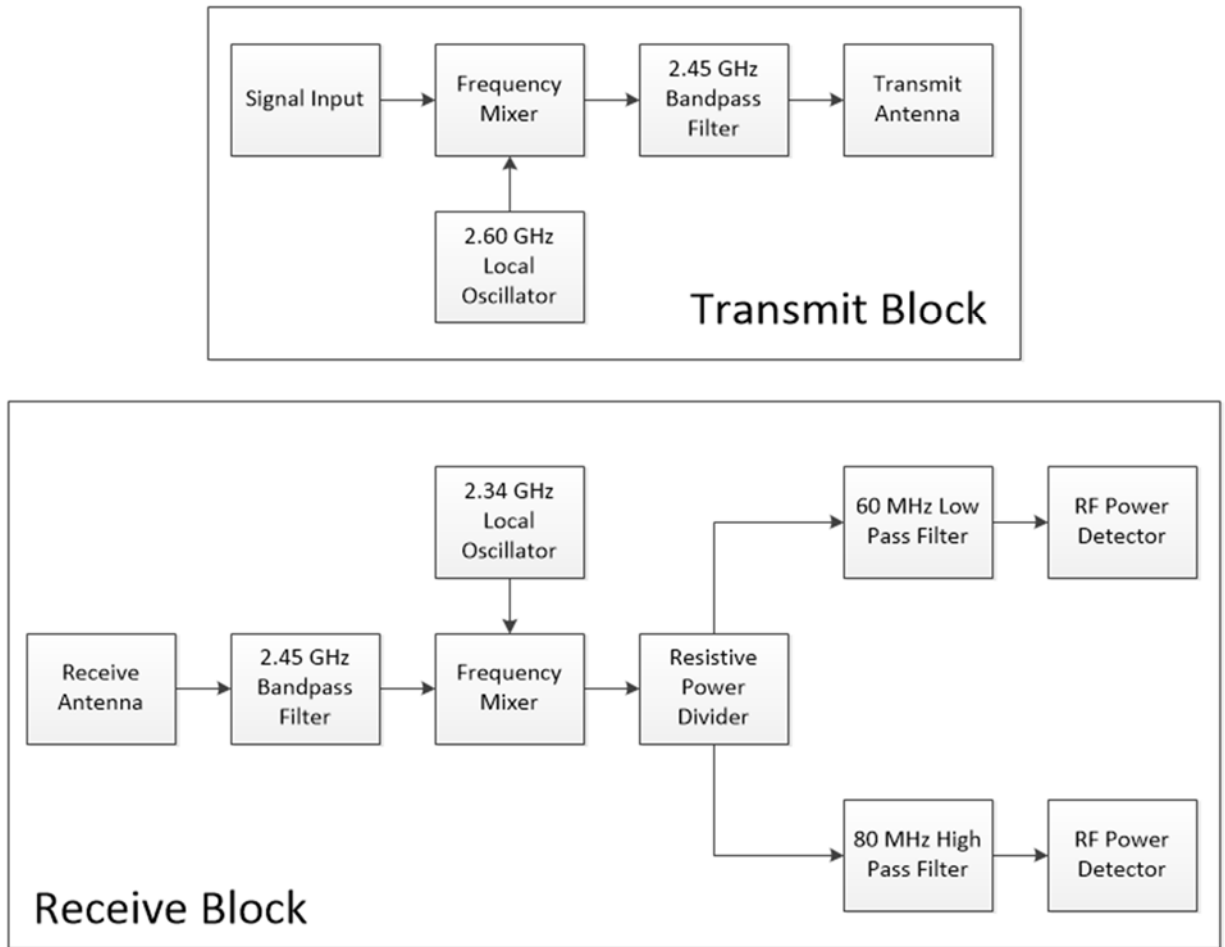 Signal Input
Frequency
Mixer
2.45 GHz
Bandpass
Filter
Transmit
Antenna
2.60 GHz
Local
Oscillator
Transmit Block
2.34 GHz
Local
Oscillator
60 MHz Low
Pass Filter
RF Power
Detector
Receive
Antenna
2.45 GHz
Bandpass
Filter
Frequency
Mixer
Resistive
Power
Divider
80 MHz High
Pass Filter
RF Power
Detector
Receive Block